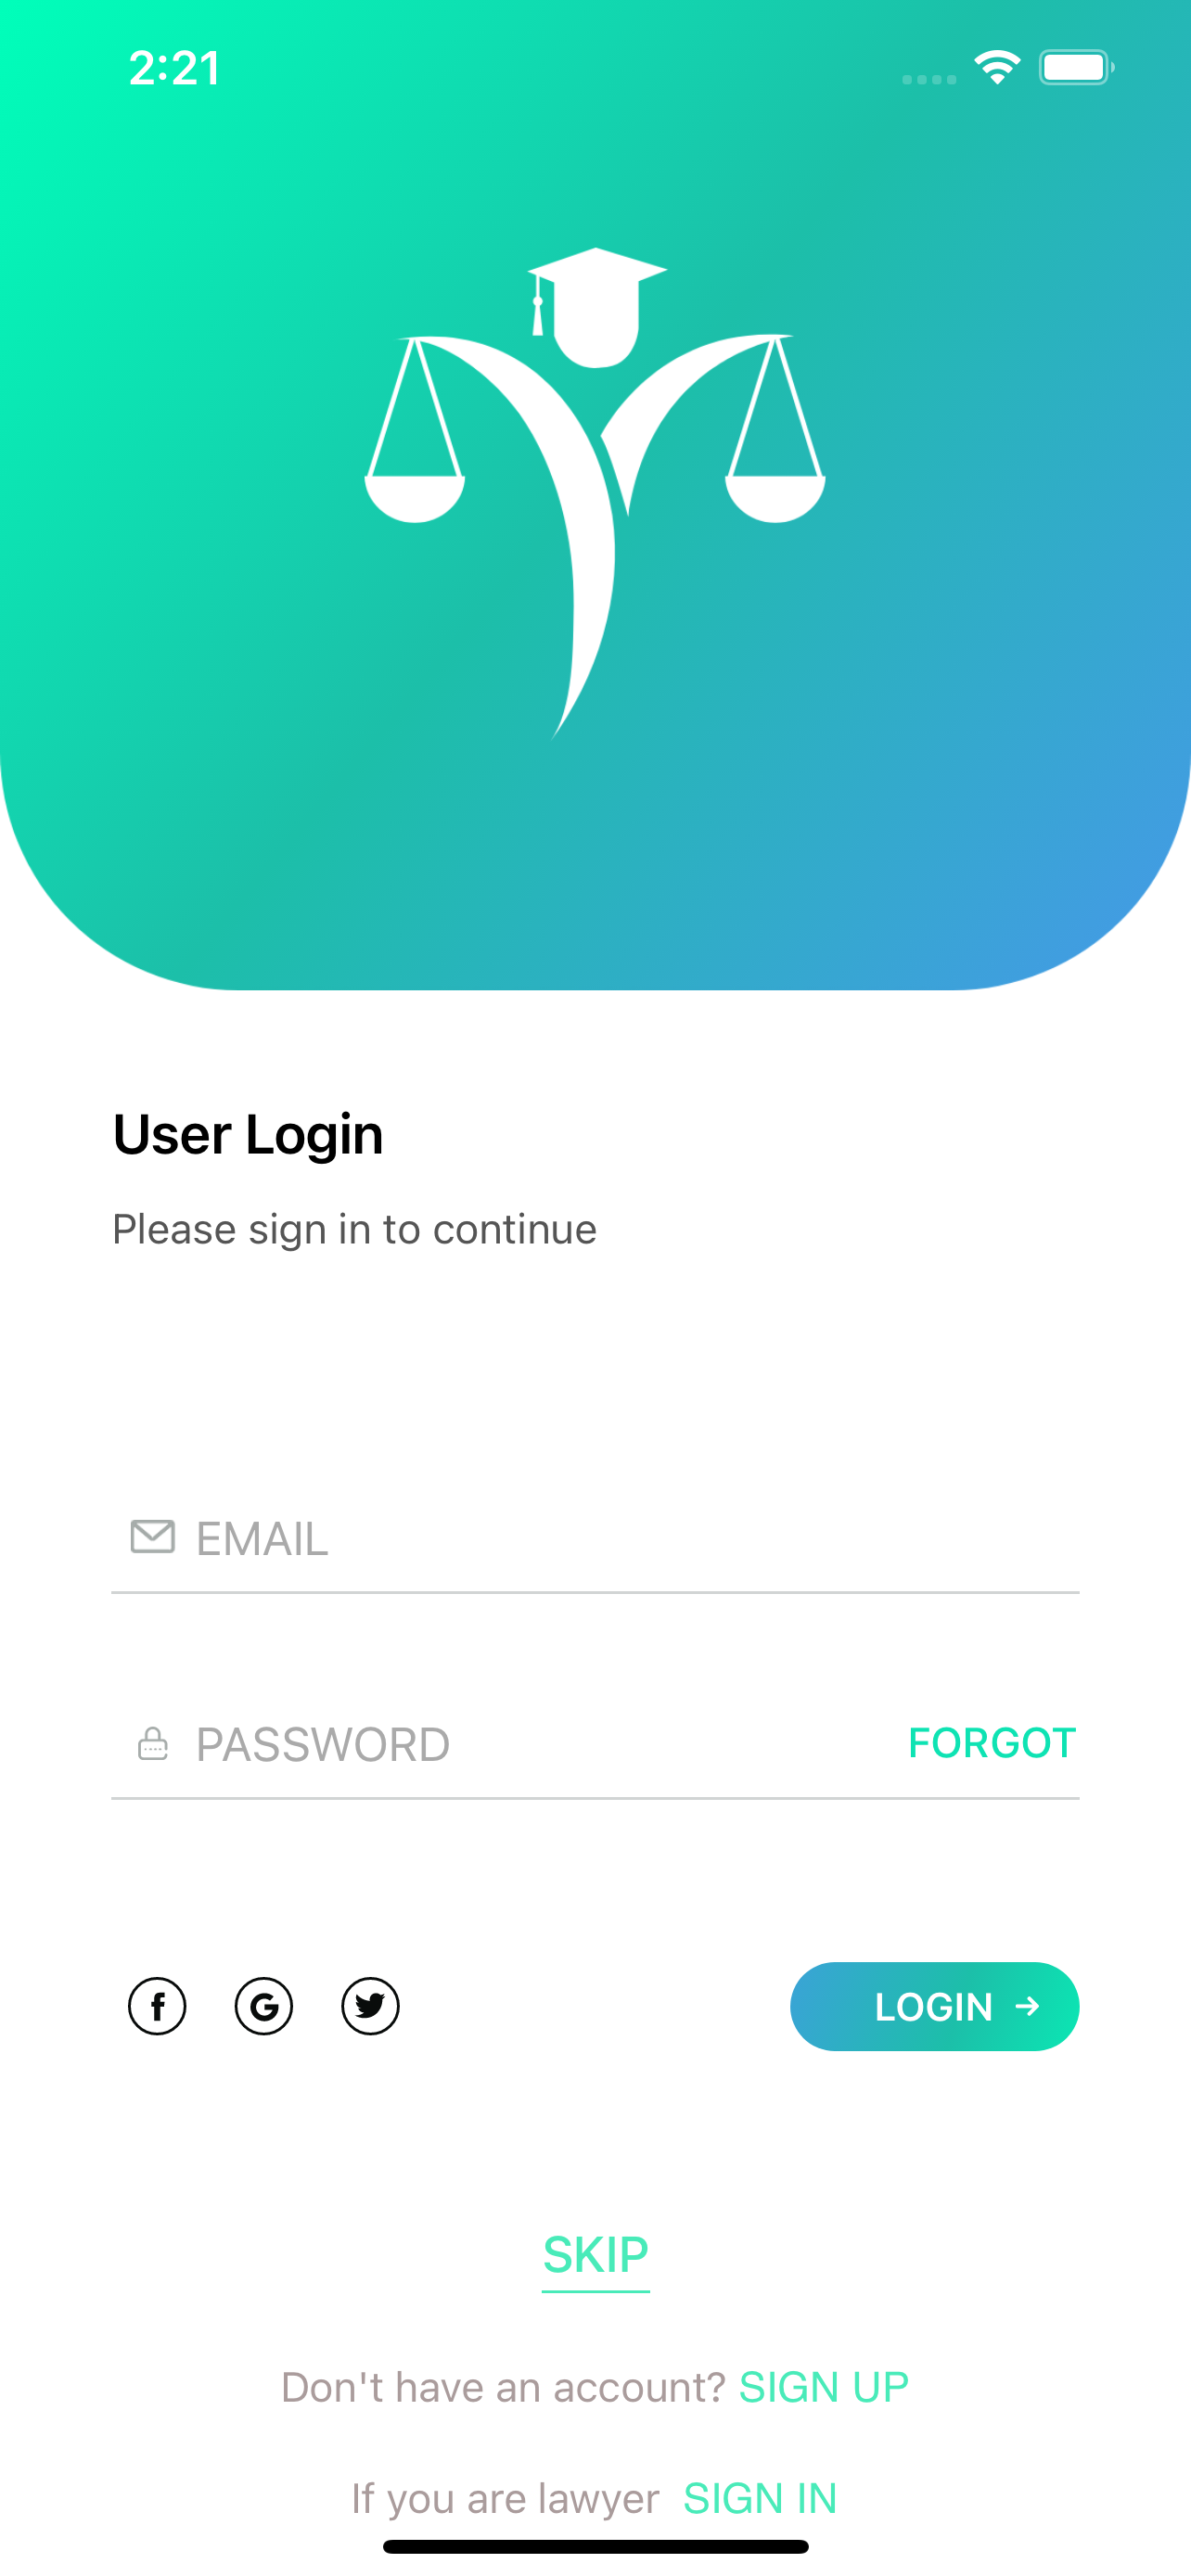 2:21
User Login
Please sign in to continue
EMAIL
PASSWORD
FORGOT
LOGIN
SKIP
Don't have an account? SIGN UP
If you are lawyer SIGN IN